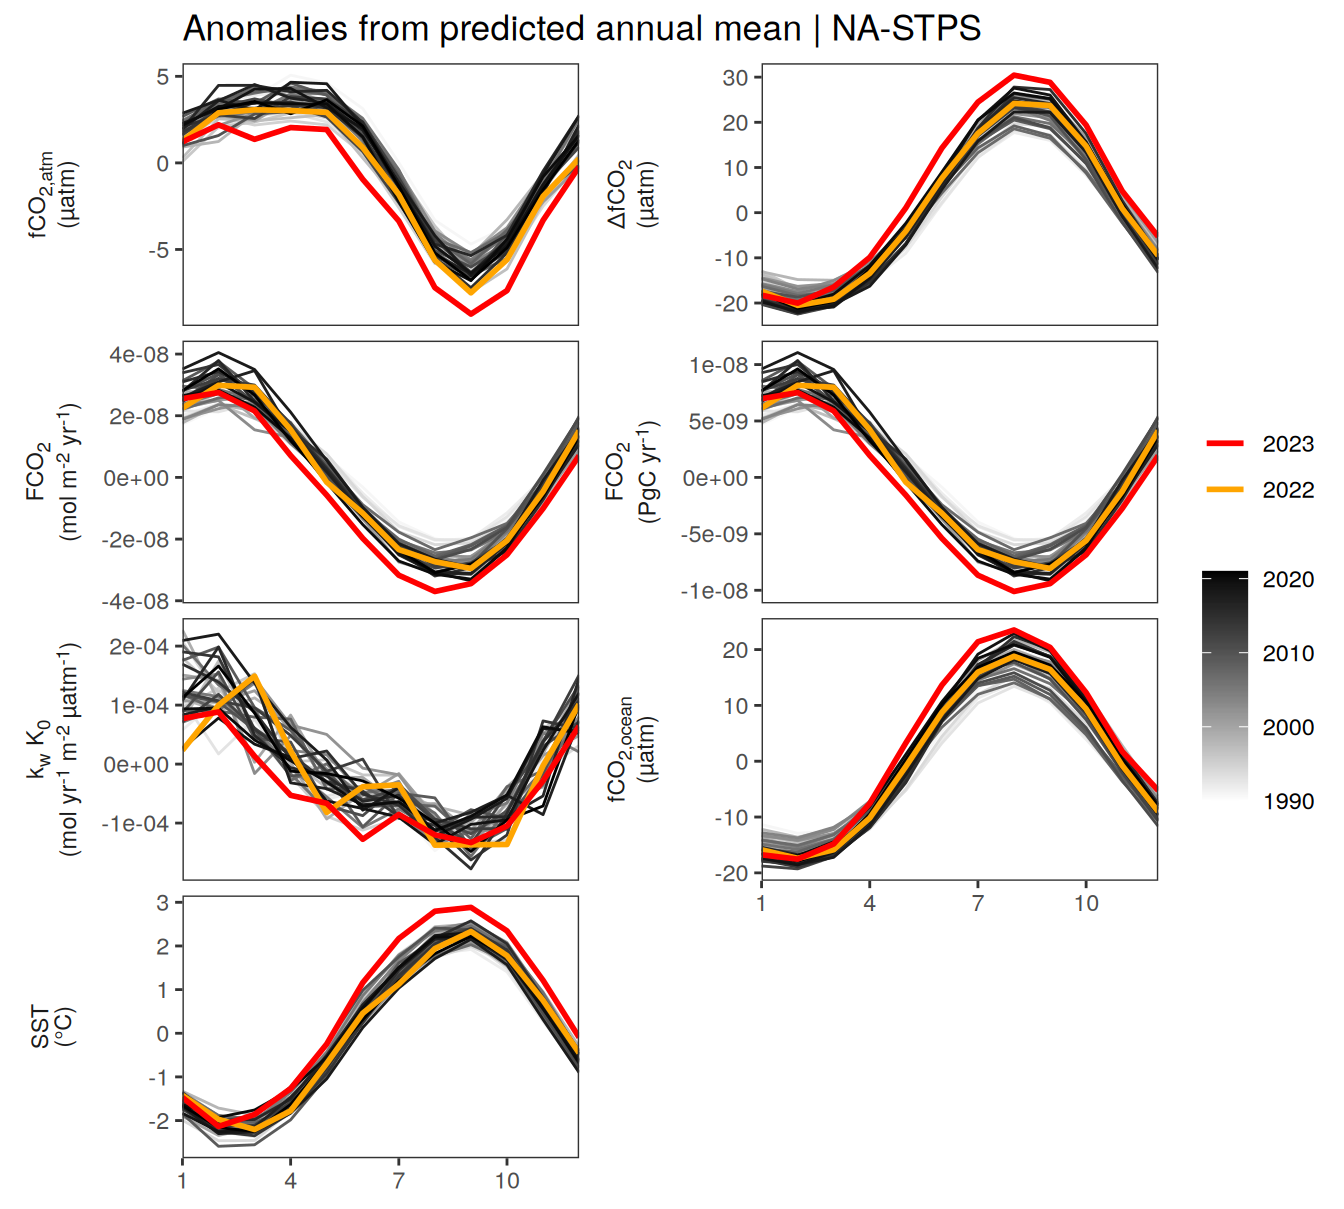 Anomalies from predicted annual mean | NA-STPS
fCO2,atm
(µatm)
5
0
-5
ΔfCO2
(µatm)
30
20
10
0
-10
-20
FCO2
(mol m-2 yr-1)
4e-08
2e-08
0e+00
-2e-08
-4e-08
FCO2
(PgC yr-1)
1e-08
5e-09
0e+00
-5e-09
-1e-08
kw K0
(mol yr-1 m-2 µatm-1)
2e-04
1e-04
0e+00
-1e-04
fCO2,ocean
(µatm)
20
10
0
-10
-20
1 4 7 10
SST
(°C)
3
2
1
0
-1
-2
1 4 7 10
2023
2022
2020
2010
2000
1990